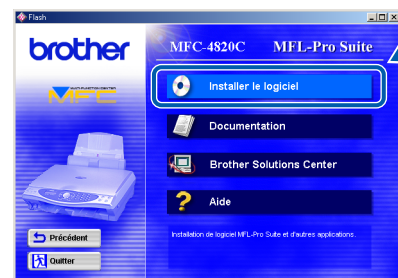 Flash
brother
MFC-4820C MFL-Pro Suite
MFC
Installer le logiciel
Documentation
Brother Solutions Center
Aide
Installation de logiciel MFL-Pro Suite et d'autres applications.
Précédent
Quitter